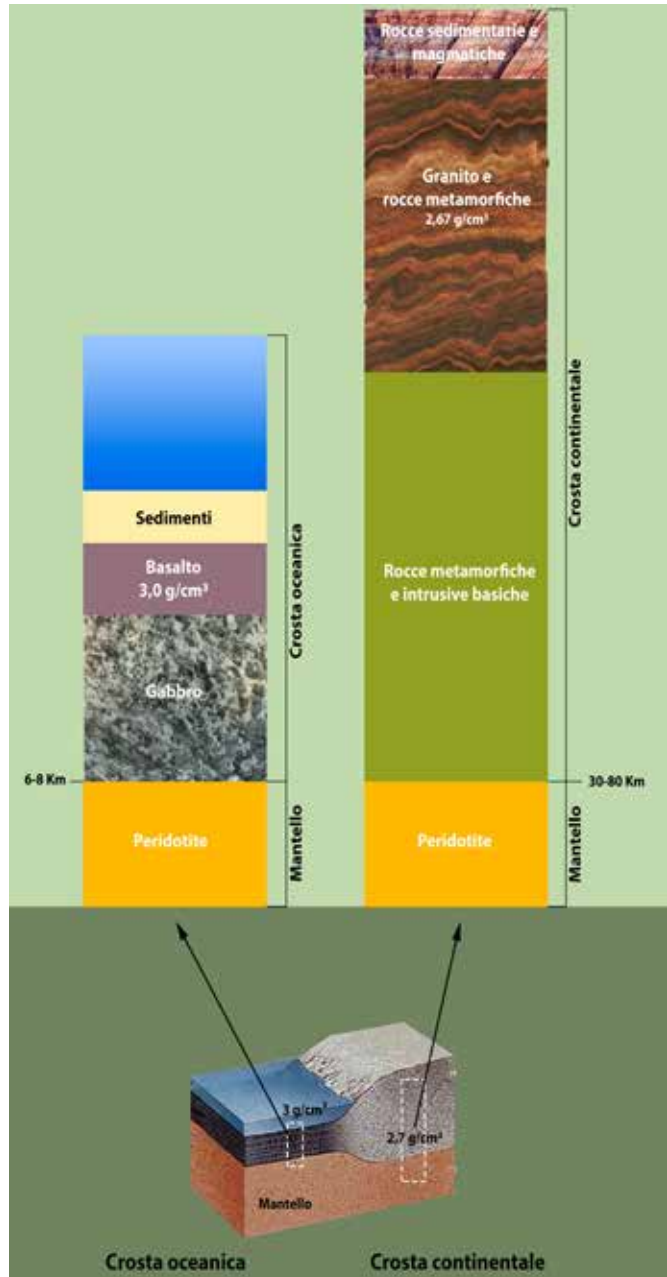 Rocce sedimentarie e
magmatiche
Granito e
rocce metamorfiche
2,67 g/cm³
Crosta continentale
Sedimenti
Basalto
3,0 g/cm³
Crosta oceanica
Rocce metamorfiche
e intrusive basiche
Gabbro
6-8 Km
30-80 Km
Peridotite
Mantello
Peridotite
Mantello
3 g/cm³
2,7 g/cm³
Mantello
Crosta oceanica
Crosta continentale